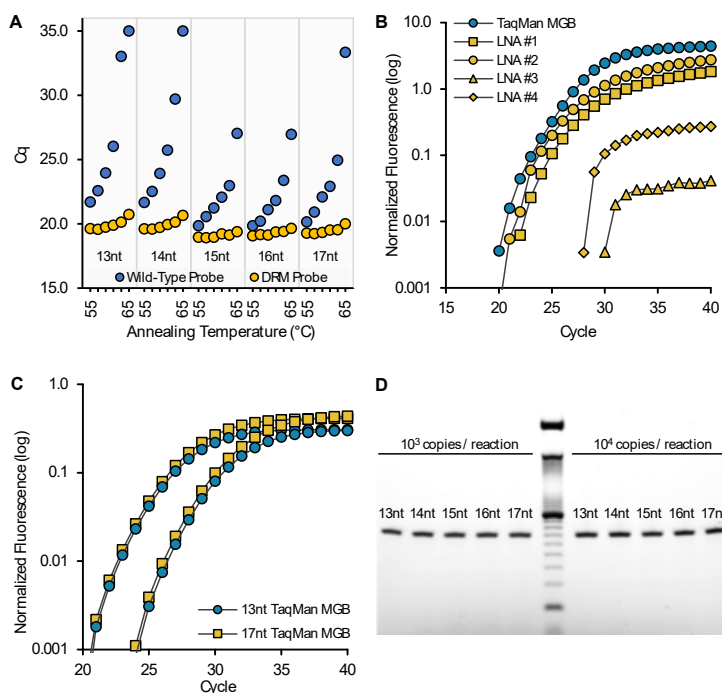 A
35.0
30.0
25.0
20.0
15.0
Cq
13nt 14nt 15nt 16nt 17nt
Wild-Type Probe DRM Probe
55 65 55 65 55 65 55 65 55 65
Annealing Temperature (°C)
B
10.0
1.0
0.1
0.01
0.001
Normalized Fluorescence (log)
TaqMan MGB
LNA #1
LNA #2
LNA #3
LNA #4
15 20 25 30 35 40
Cycle
C
1.0
0.1
0.01
0.001
Normalized Fluorescence (log)
13nt TaqMan MGB
17nt TaqMan MGB
20 25 30 35 40
Cycle
D
10³ copies / reaction 10⁴ copies / reaction
13nt 14nt 15nt 16nt 17nt 13nt 14nt 15nt 16nt 17nt